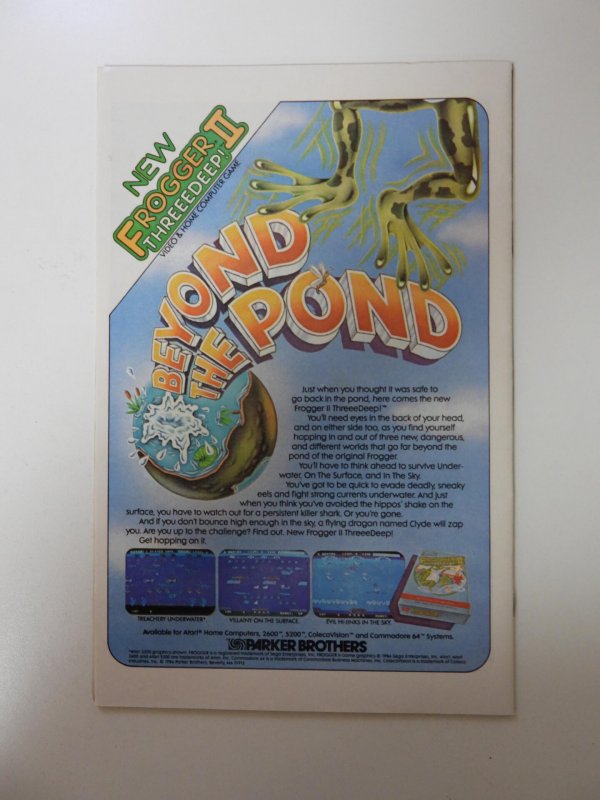 NEW
FROGGER II
THREEEDEEP!
VIDEO & HOME COMPUTER GAME
BEYOND
THE POND
Just when you thought it was safe to
go back in the pond, here comes the new
Frogger II ThreeeDeep!™
You'll need eyes in the back of your head,
and on either side too, as you find yourself
hopping in and out of three new, dangerous,
and different worlds that go far beyond the
pond of the original Frogger.
You'll have to think ahead to survive Under-
water, On The Surface, and In The Sky.
You've got to be quick to evade deadly, sneaky
eels and fight strong currents underwater. And just
when you think you've avoided the hippos' shake on the
surface, you have to watch out for a persistent killer shark. Or you're gone.
And if you don't bounce high enough in the sky, a flying dragon named Clyde will zap
you. Are you up to the challenge? Find out. New Frogger II ThreeeDeep!
Get hopping on it.
TREACHERY UNDERWATER*
VILLAINY ON THE SURFACE.
EVIL HI-JINKS IN THE SKY.
Available for Atari® Home Computers, 2600™, 5200™, ColecoVision™ and Commodore 64™ Systems.
PARKER BROTHERS